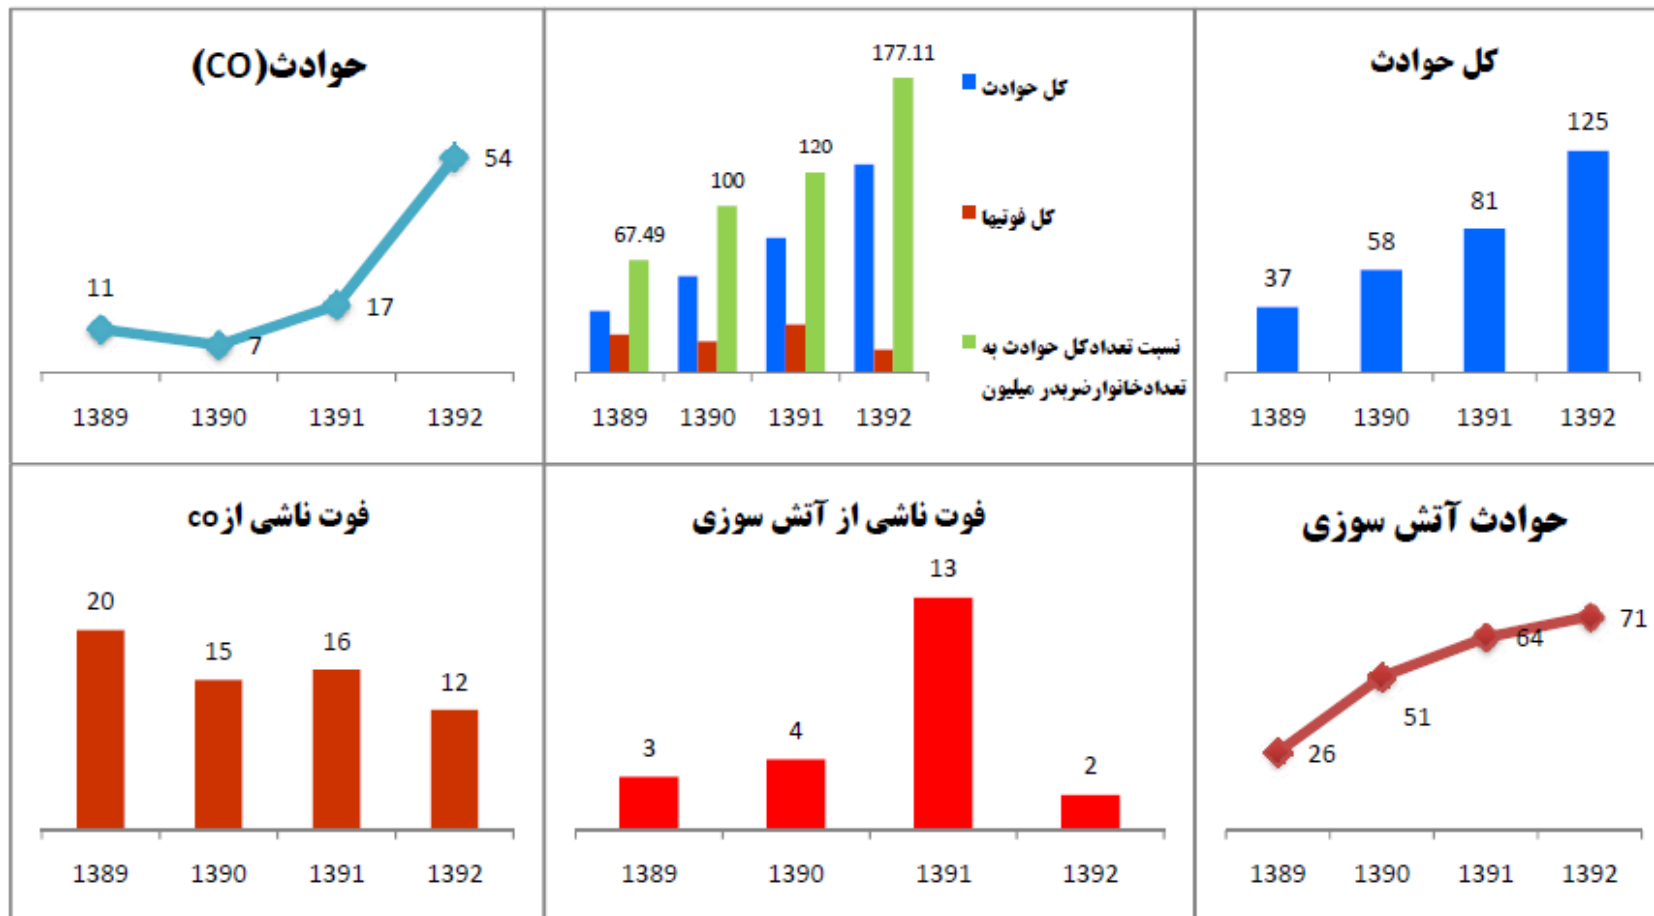 کل حوادث
125
81
58
37
1389 1390 1391 1392
177.11
120
100
67.49
کل حوادث
کل فوتیها
نسبت تعدادکل حوادث به
تعدادخانوارضربدر میلیون
1389 1390 1391 1392
حوادث(CO)
54
11
17
7
1389 1390 1391 1392
حوادث آتش سوزی
71
64
51
26
1389 1390 1391 1392
فوت ناشی از آتش سوزی
13
4
3
2
1389 1390 1391 1392
فوت ناشی ازco
20
16
15
12
1389 1390 1391 1392